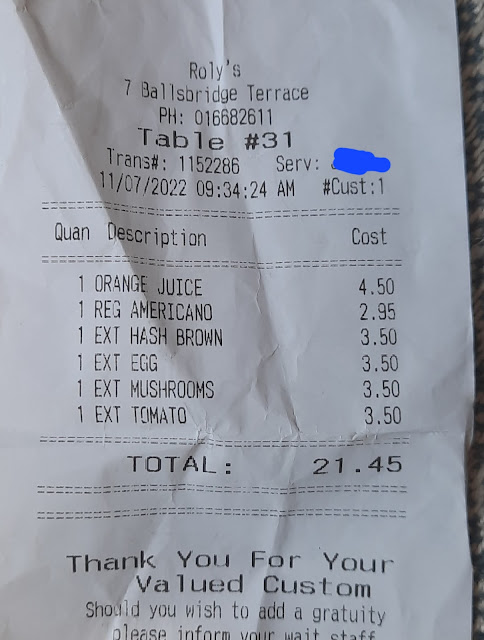 Roly's
7 Ballsbridge Terrace
PH: 016682611
Table #31
Trans#: 1152286 Serv:
11/07/2022 09:34:24 AM #Cust:1
==========================================
Quan Description Cost
==========================================
1 ORANGE JUICE 4.50
1 REG AMERICANO 2.95
1 EXT HASH BROWN 3.50
1 EXT EGG 3.50
1 EXT MUSHROOMS 3.50
1 EXT TOMATO 3.50
==========================================
TOTAL: 21.45
==========================================
==========================================
Thank You For Your
Valued Custom
Should you wish to add a gratuity
please inform your wait staff